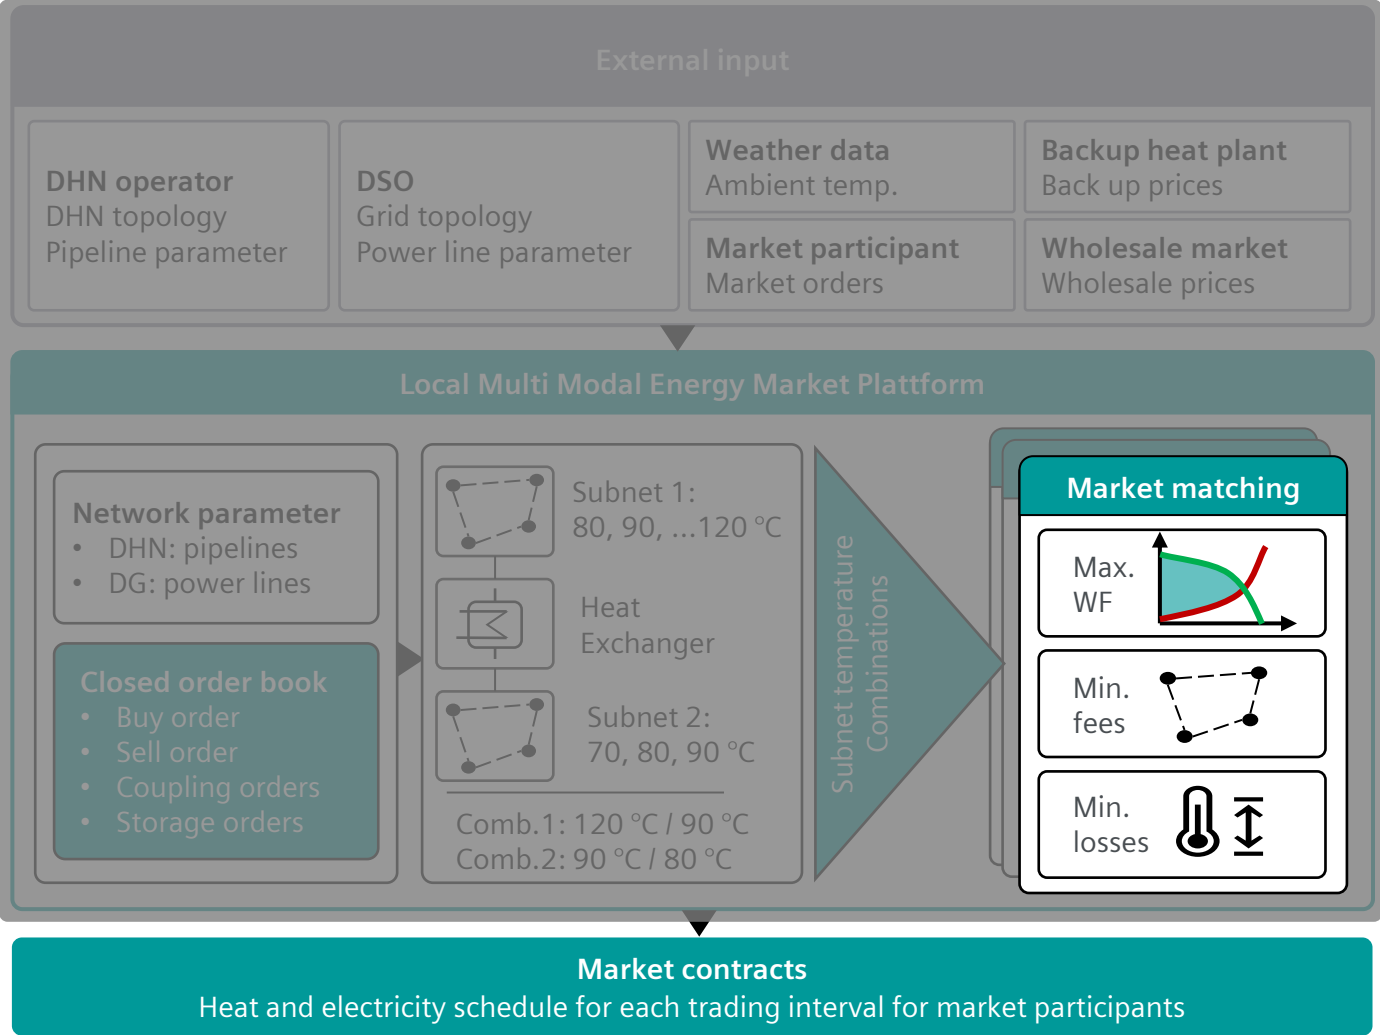 External input
DHN operator
DHN topology
Pipeline parameter
DSO
Grid topology
Power line parameter
Weather data
Ambient temp.
Market participant
Market orders
Backup heat plant
Back up prices
Wholesale market
Wholesale prices
Local Multi Modal Energy Market Plattform
Network parameter
• DHN: pipelines
• DG: power lines
Closed order book
• Buy order
• Sell order
• Coupling orders
• Storage orders
Subnet 1:
80, 90, ...120 °C
Heat
Exchanger
Subnet 2:
70, 80, 90 °C
Comb.1: 120 °C / 90 °C
Comb.2: 90 °C / 80 °C
Subnet temperature
Combinations
Market matching
Max.
WF
Min.
fees
Min.
losses
Market contracts
Heat and electricity schedule for each trading interval for market participants